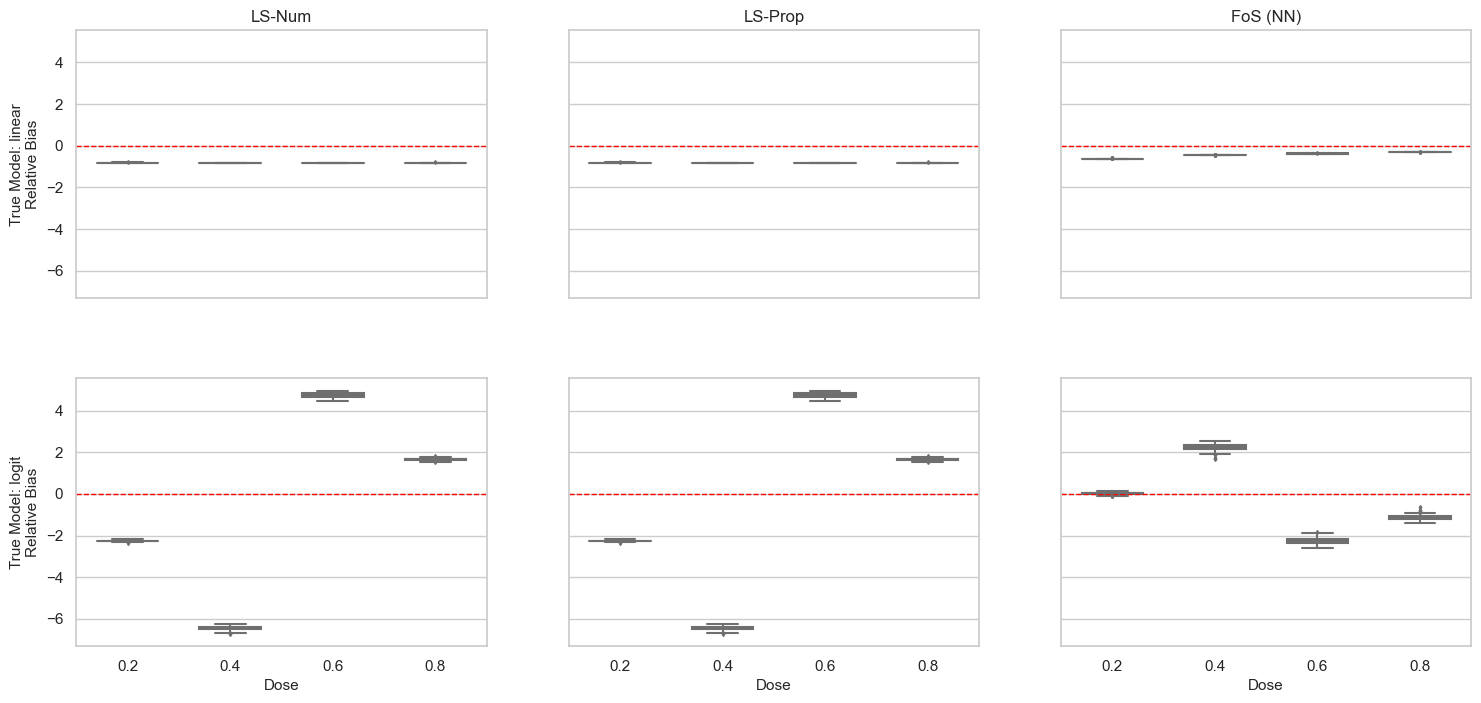 LS-Num
LS-Prop
FoS (NN)
True Model: linear
Relative Bias
4
2
0
−2
−4
−6
True Model: logit
Relative Bias
4
2
0
−2
−4
−6
0.2 0.4 0.6 0.8
0.2 0.4 0.6 0.8
0.2 0.4 0.6 0.8
Dose
Dose
Dose